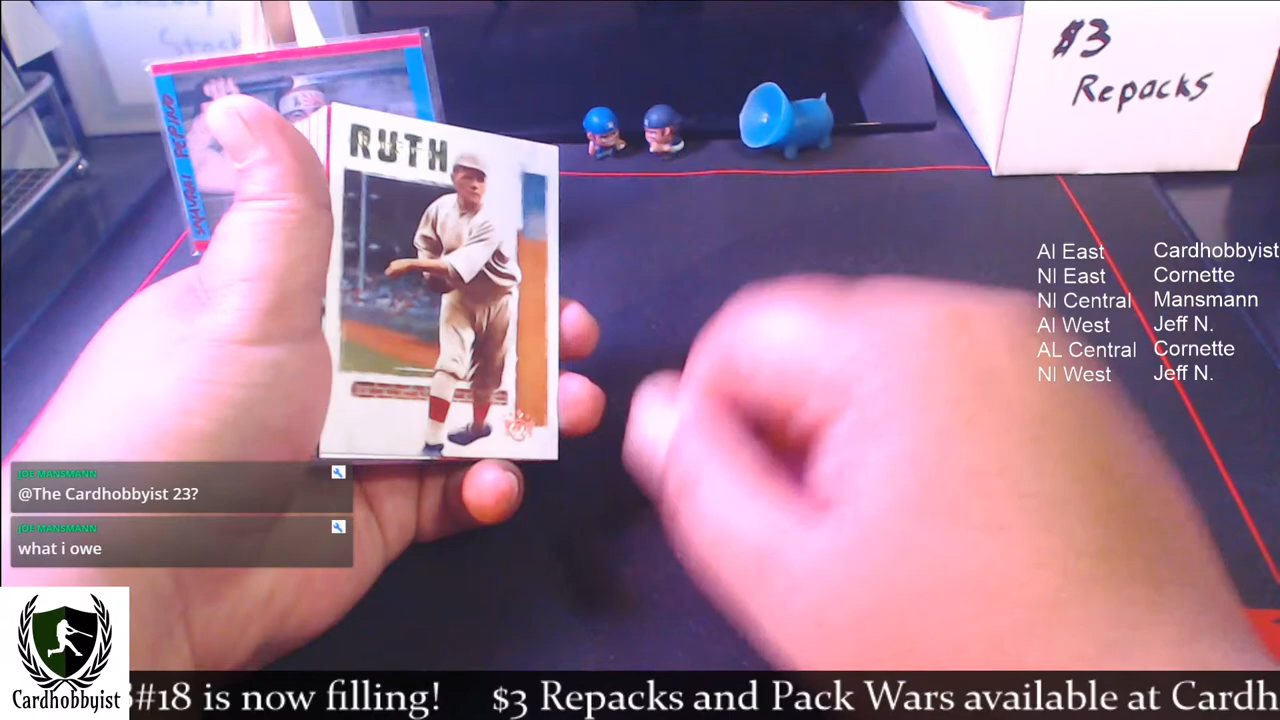 $3
Repacks
RUTH
Al East Cardhobbyist
Nl East Cornette
Nl Central Mansmann
Al West Jeff N.
AL Central Cornette
Nl West Jeff N.
JOE MANSMANN
@The Cardhobbyist 23?
JOE MANSMANN
what i owe
Cardhobbyist
#18 is now filling! $3 Repacks and Pack Wars available at Cardh